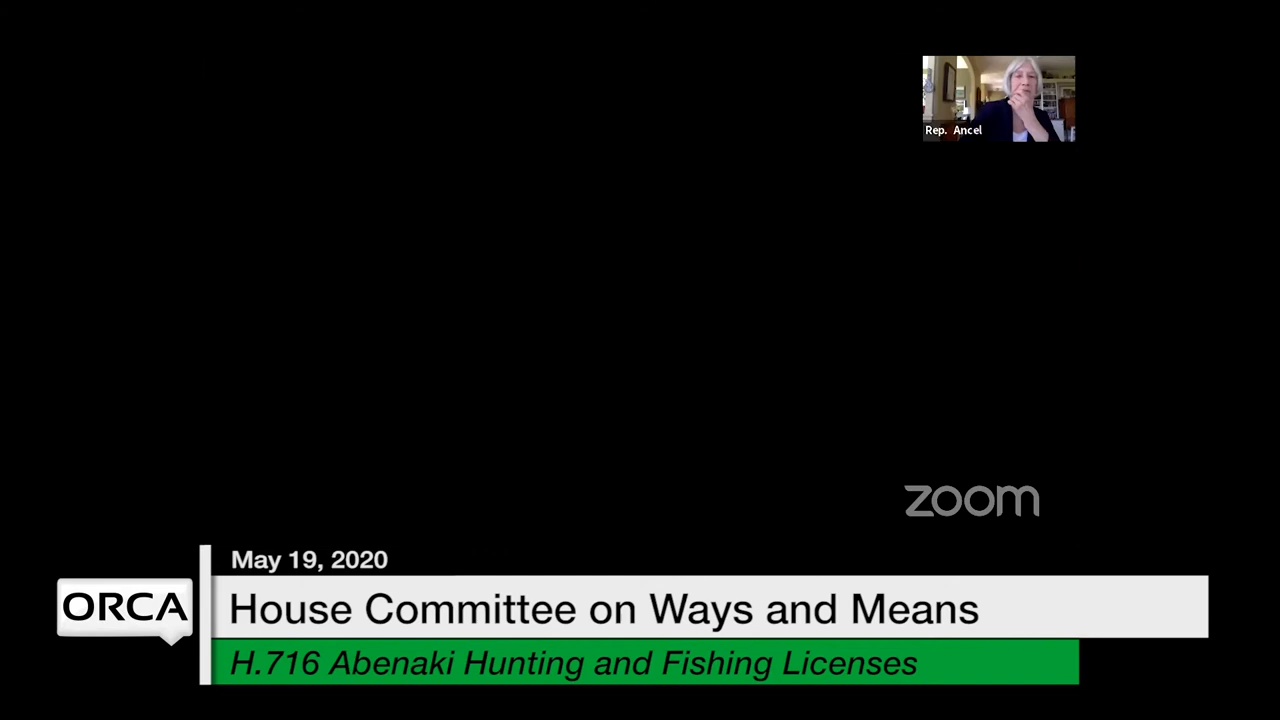 Rep. Ancel
zoom
May 19, 2020
ORCA
House Committee on Ways and Means
H.716 Abenaki Hunting and Fishing Licenses